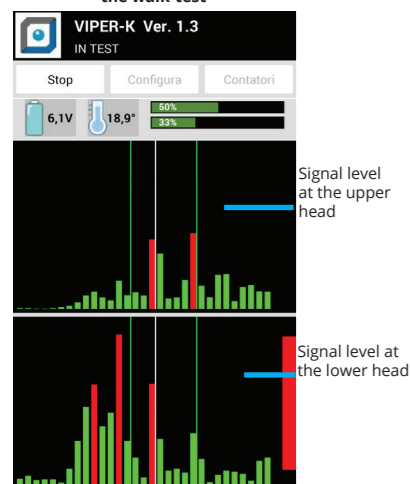 the walk test
VIPER-K Ver. 1.3
IN TEST
Stop
Configura
Contatori
6,1V
18,9°
50%
33%
Signal level
at the upper
head
Signal level at
the lower head